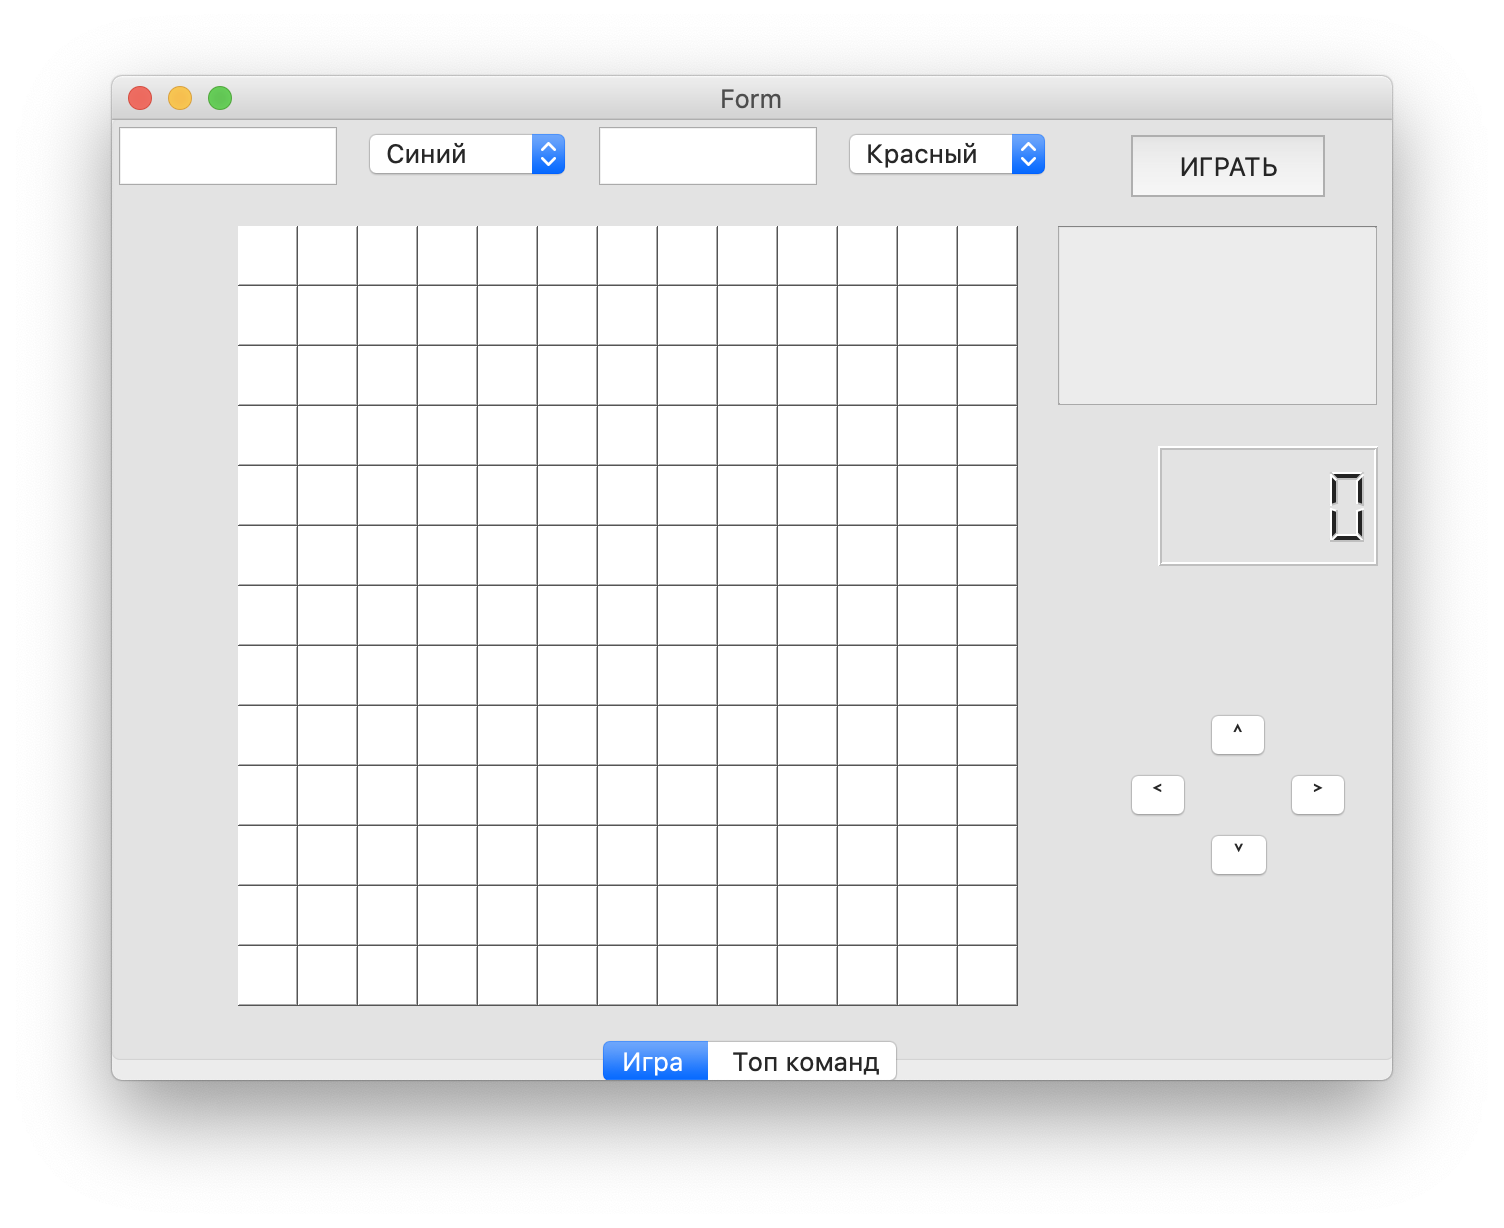 Form
Синий
Красный
ИГРАТЬ
0
^
<
>
v
Игра
Топ команд